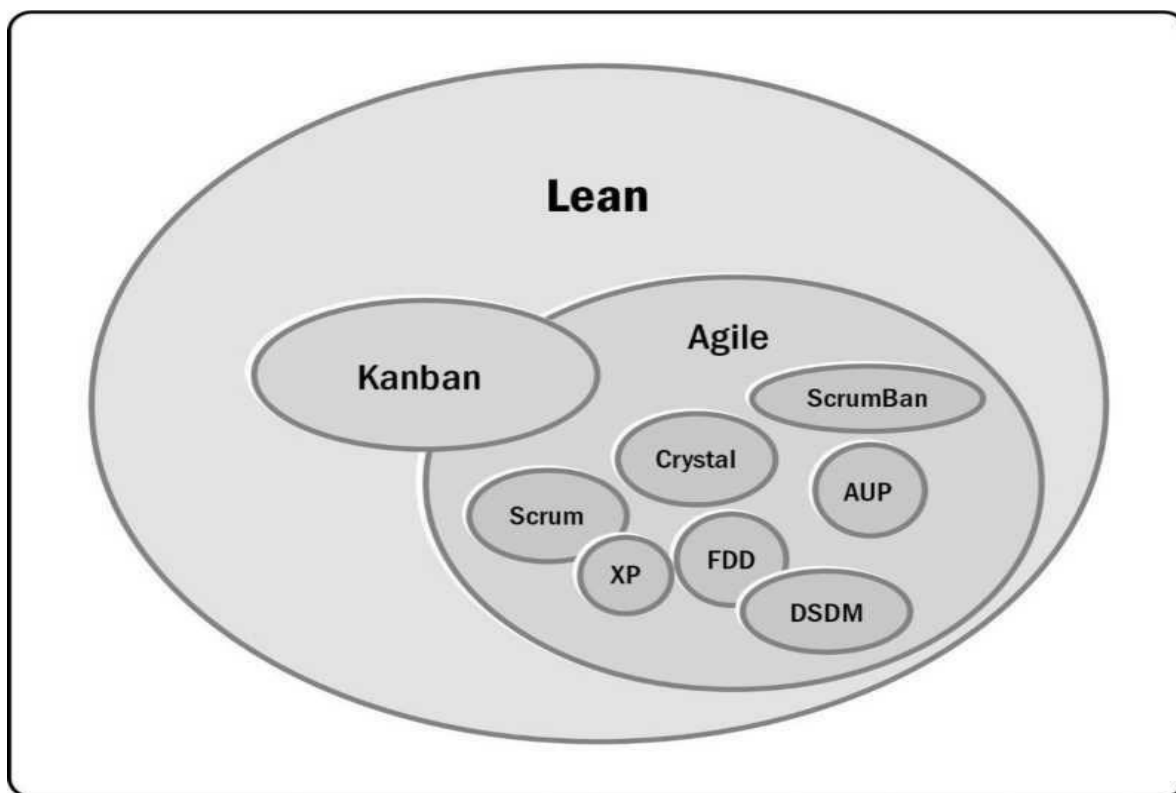 Lean
Agile
Kanban
ScrumBan
Crystal
AUP
Scrum
FDD
XP
DSDM